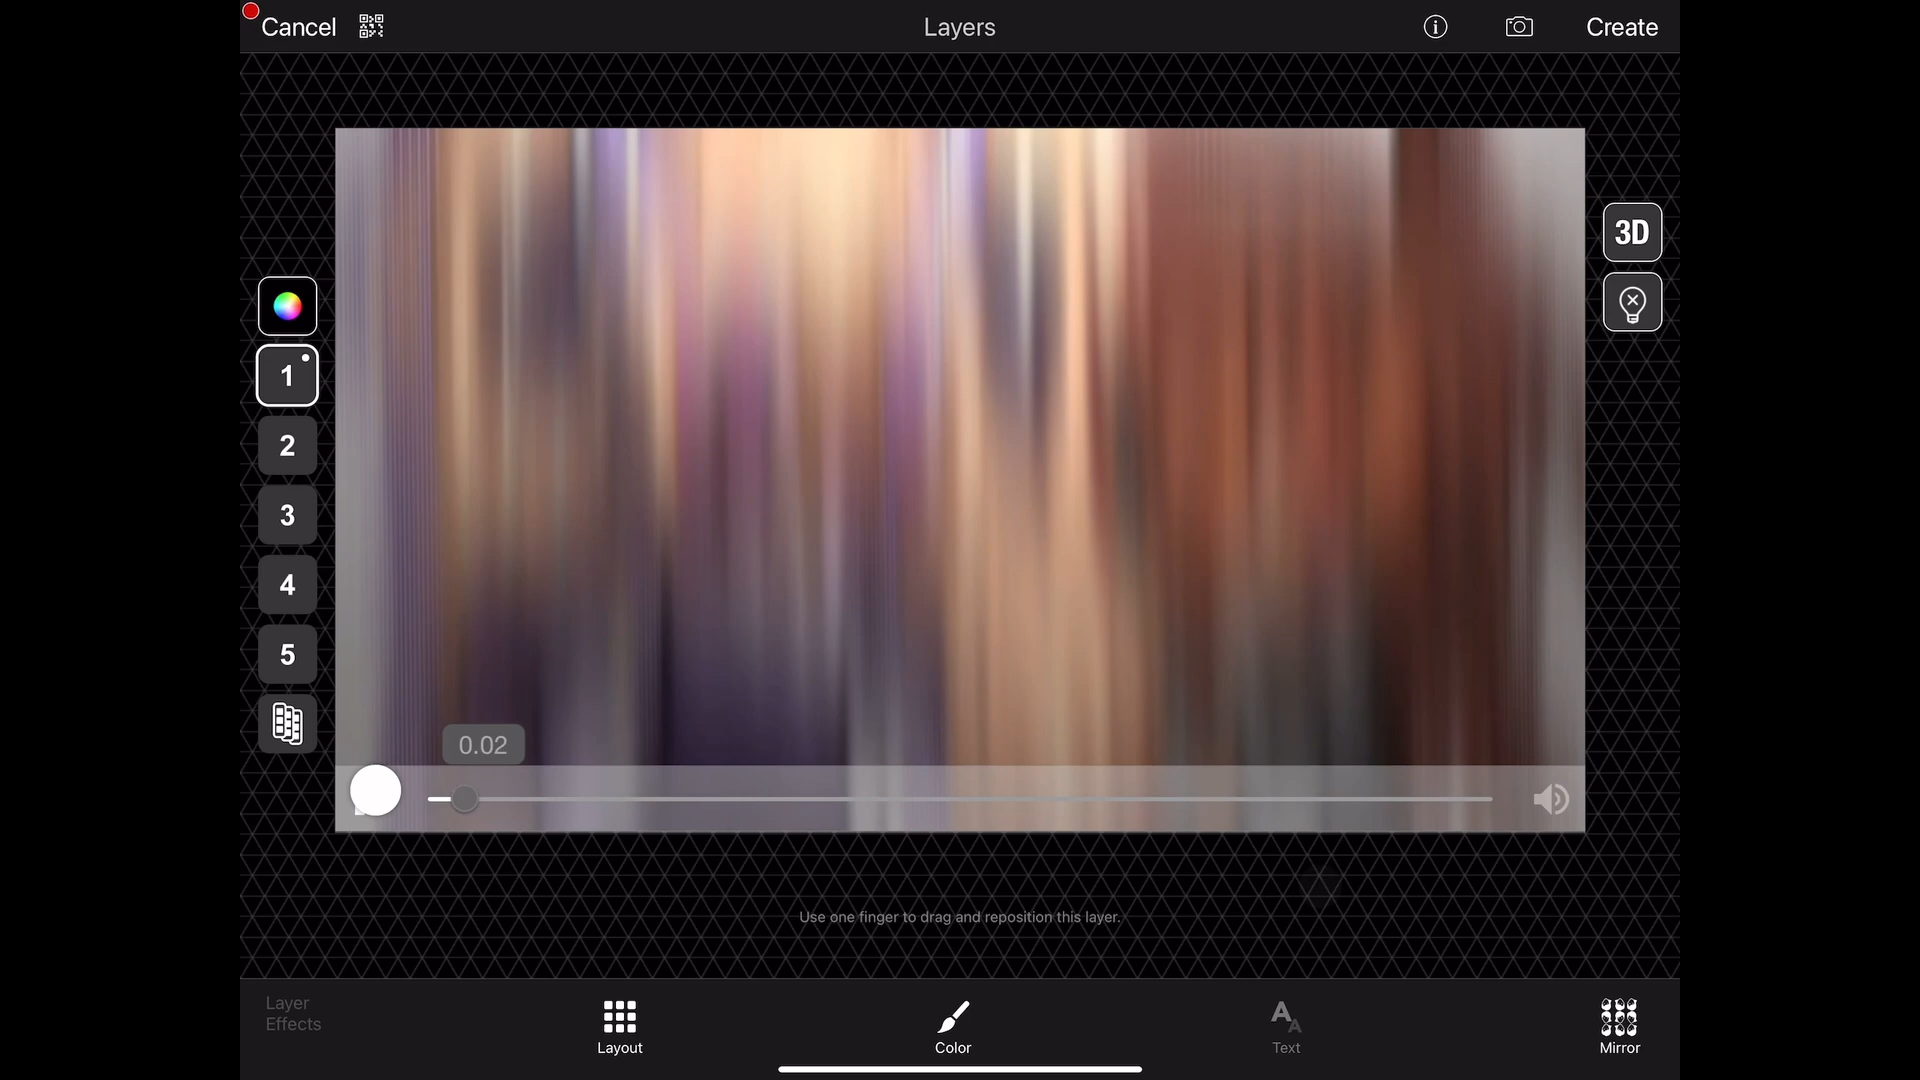 Cancel
Layers
Create
3D
1
2
3
4
5
0.02
Use one finger to drag and reposition this layer.
Layer
Effects
Layout
Color
Text
Mirror